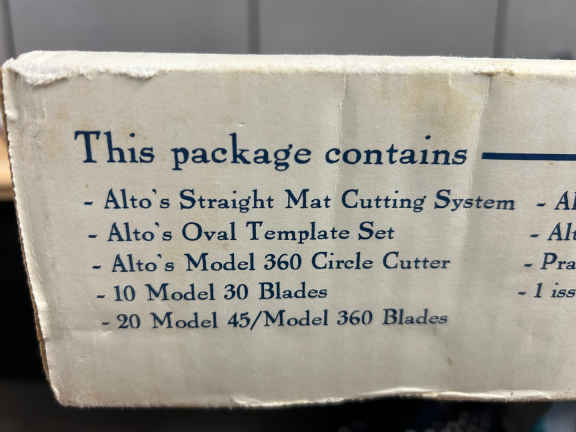 This package contains
- Alto's Straight Mat Cutting System
- Alto's Oval Template Set
- Alto's Model 360 Circle Cutter
- 10 Model 30 Blades
- 20 Model 45/Model 360 Blades
- 1